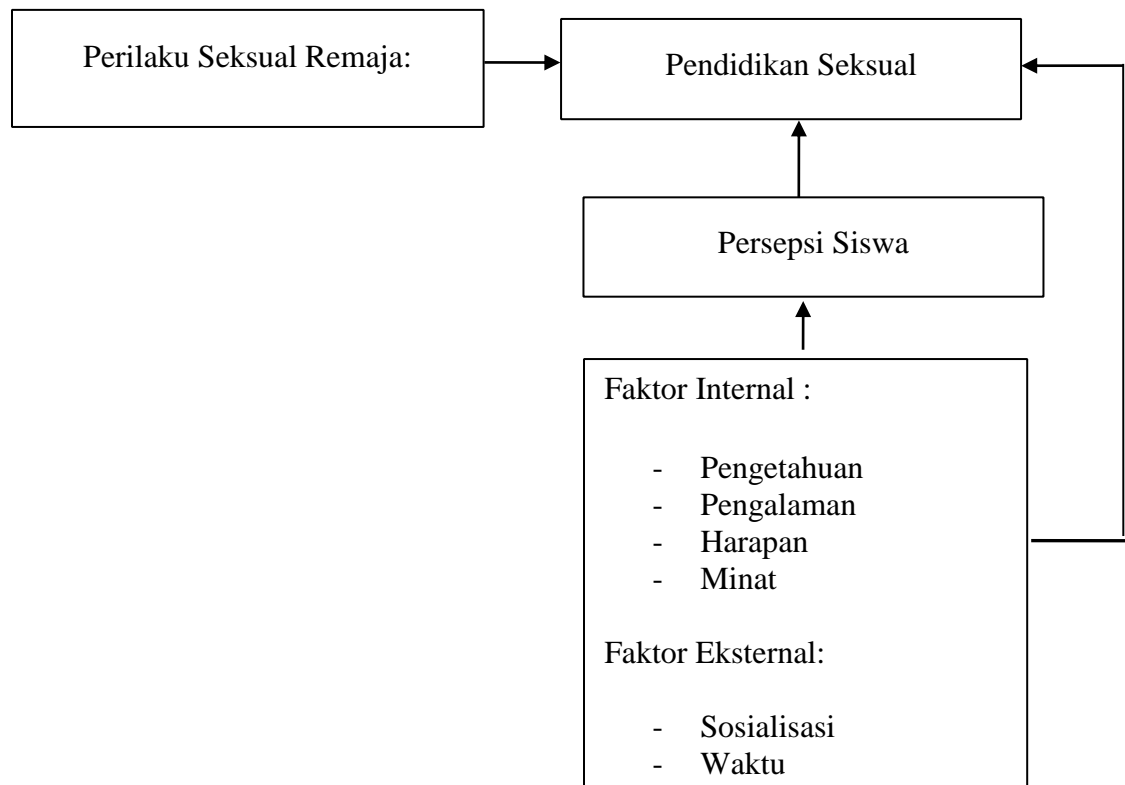 Perilaku Seksual Remaja:
Pendidikan Seksual
Persepsi Siswa
Faktor Internal :
- Pengetahuan
- Pengalaman
- Harapan
- Minat
Faktor Eksternal:
- Sosialisasi
- Waktu